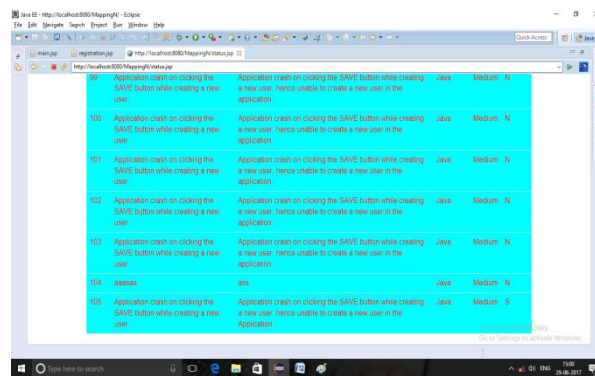 Java EE - http://localhost:8080/MappingN/ - Eclipse
File Edit Navigate Search Project Run Window Help
Quick Access
Java
main.jsp registration.jsp http://localhost:8080/MappingN/status.jsp
http://localhost:8080/MappingN/status.jsp
99 Application crash on clicking the Application crash on clicking the SAVE button while creating Java Medium N
SAVE button while creating a new a new user, hence unable to create a new user in the
user. application.
100 Application crash on clicking the Application crash on clicking the SAVE button while creating Java Medium N
SAVE button while creating a new a new user, hence unable to create a new user in the
user. application.
101 Application crash on clicking the Application crash on clicking the SAVE button while creating Java Medium N
SAVE button while creating a new a new user, hence unable to create a new user in the
user. application.
102 Application crash on clicking the Application crash on clicking the SAVE button while creating Java Medium N
SAVE button while creating a new a new user, hence unable to create a new user in the
user. application.
103 Application crash on clicking the Application crash on clicking the SAVE button while creating Java Medium N
SAVE button while creating a new a new user, hence unable to create a new user in the
user. application.
104 aaasas ass Java Medium N
105 Application crash on clicking the Application crash on clicking the SAVE button while creating Java Medium S
SAVE button while creating a new a new user, hence unable to create a new user in the
user Application
Go to Settings to activate Windows.
Type here to search
ENG
15:00
29-06-2017